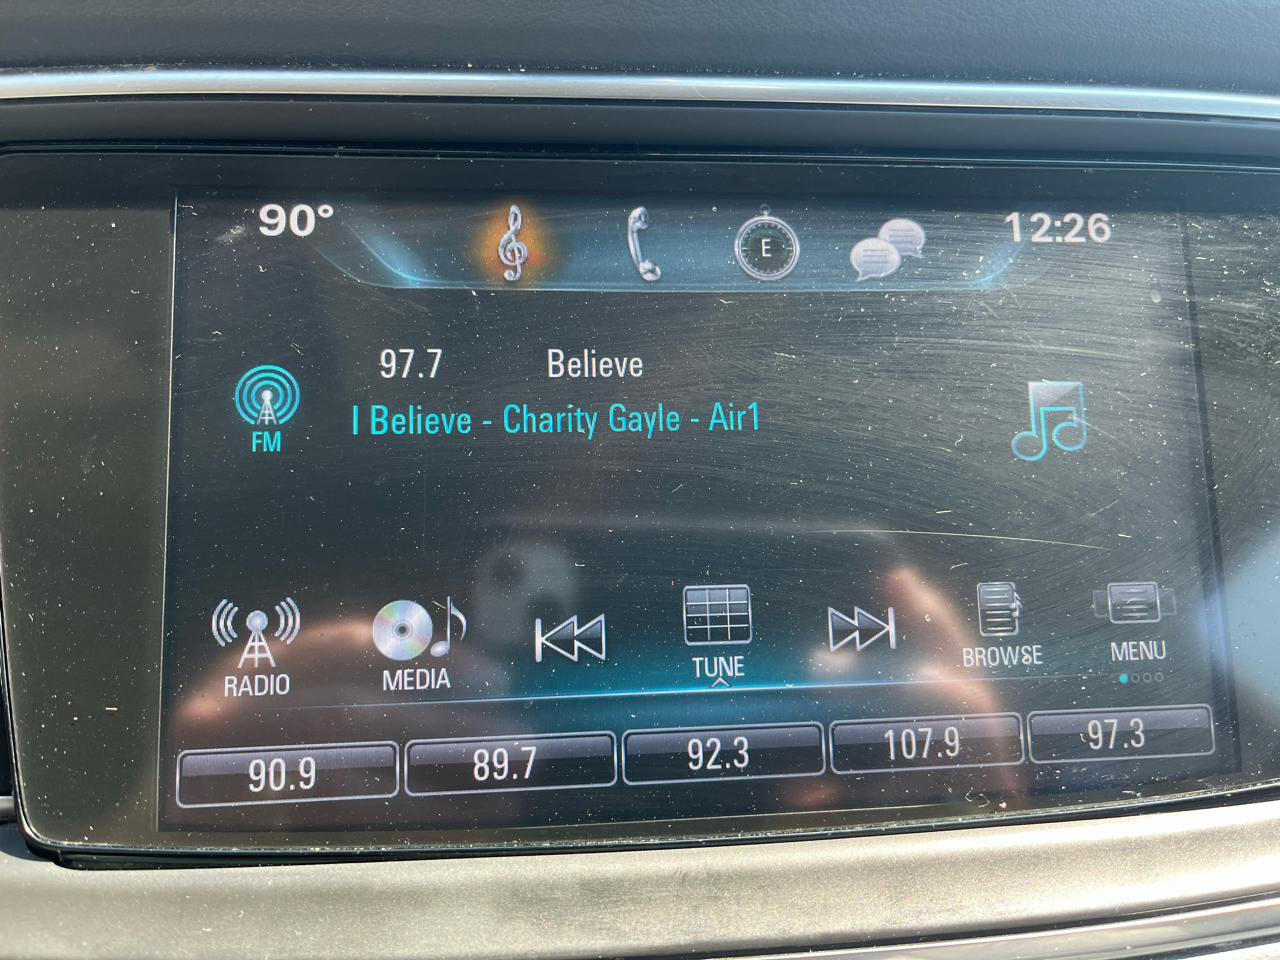 90° E 12:26
97.7 Believe
FM I Believe - Charity Gayle - Air1
RADIO MEDIA TUNE BROWSE MENU
90.9 89.7 92.3 107.9 97.3